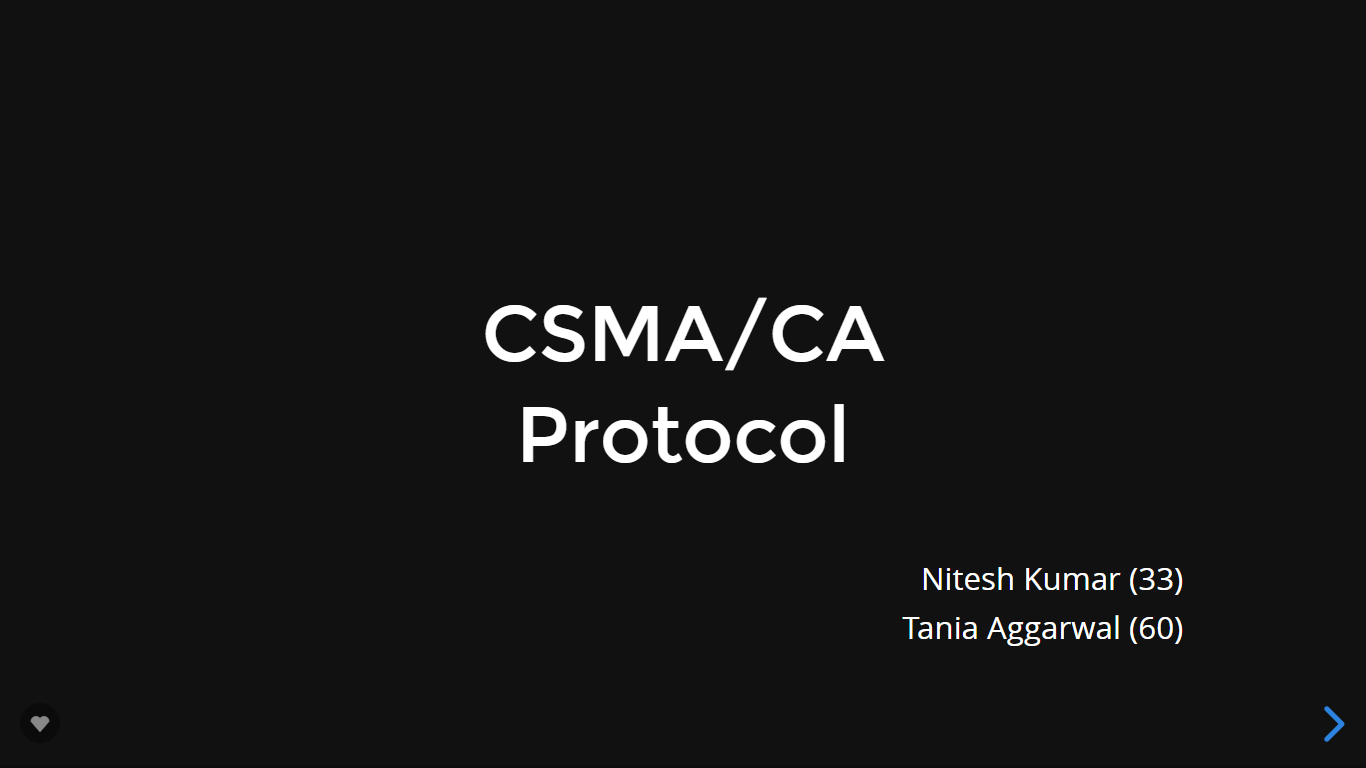 CSMA/CA
Protocol
Nitesh Kumar (33)
Tania Aggarwal (60)